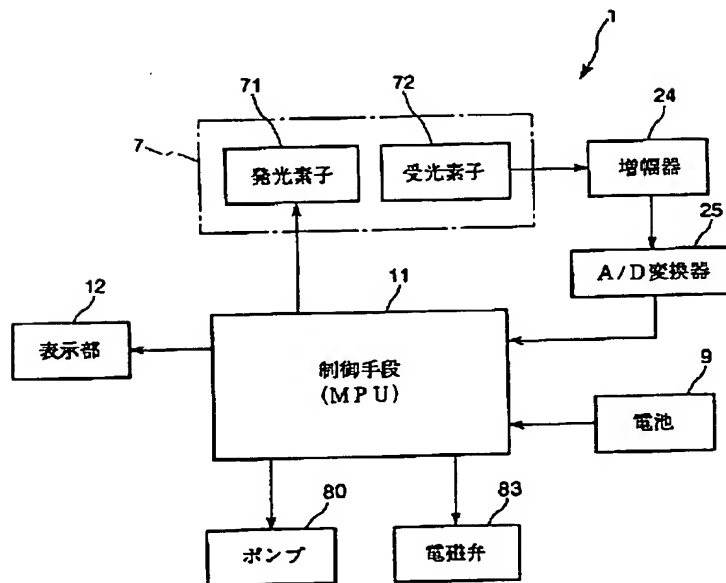 1
71
72
24
7
発光素子
受光素子
増幅器
25
A/D変換器
12
11
表示部
制御手段
(MPU)
9
電池
80
83
ポンプ
電磁弁